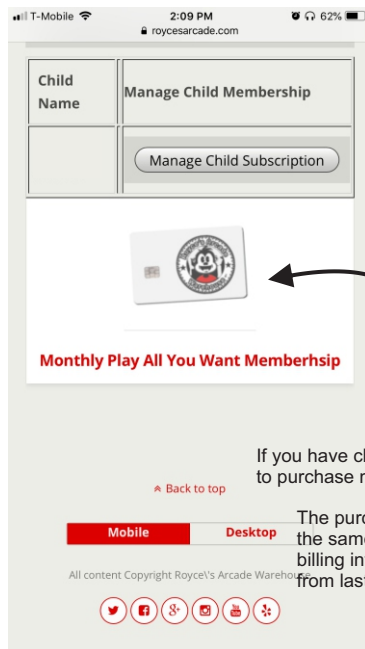 T-Mobile 2:09 PM 62%
roycesarcade.com
Child
Name
Manage Child Membership
Manage Child Subscription
Monthly Play All You Want Memberhsip
If you have c
to purchase
Back to top
The pur
Mobile Desktop
the same
billing in
All content Copyright Royce\'s Arcade Warehouse
from las